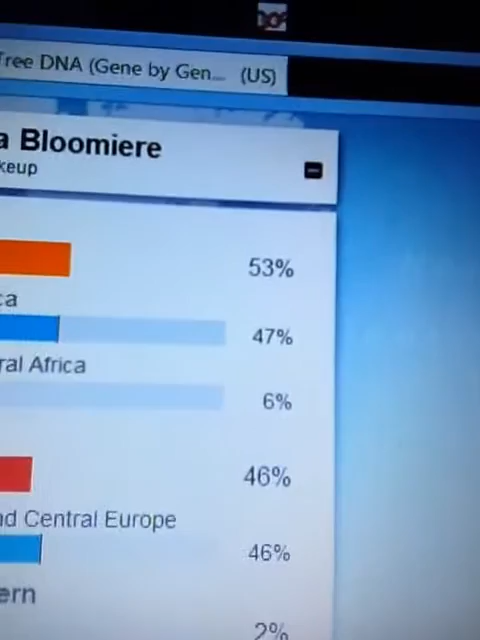 ree DNA (Gene by Gen... (US)
a Bloomiere
keup
53%
ca
47%
ral Africa
6%
46%
nd Central Europe
46%
ern
2%